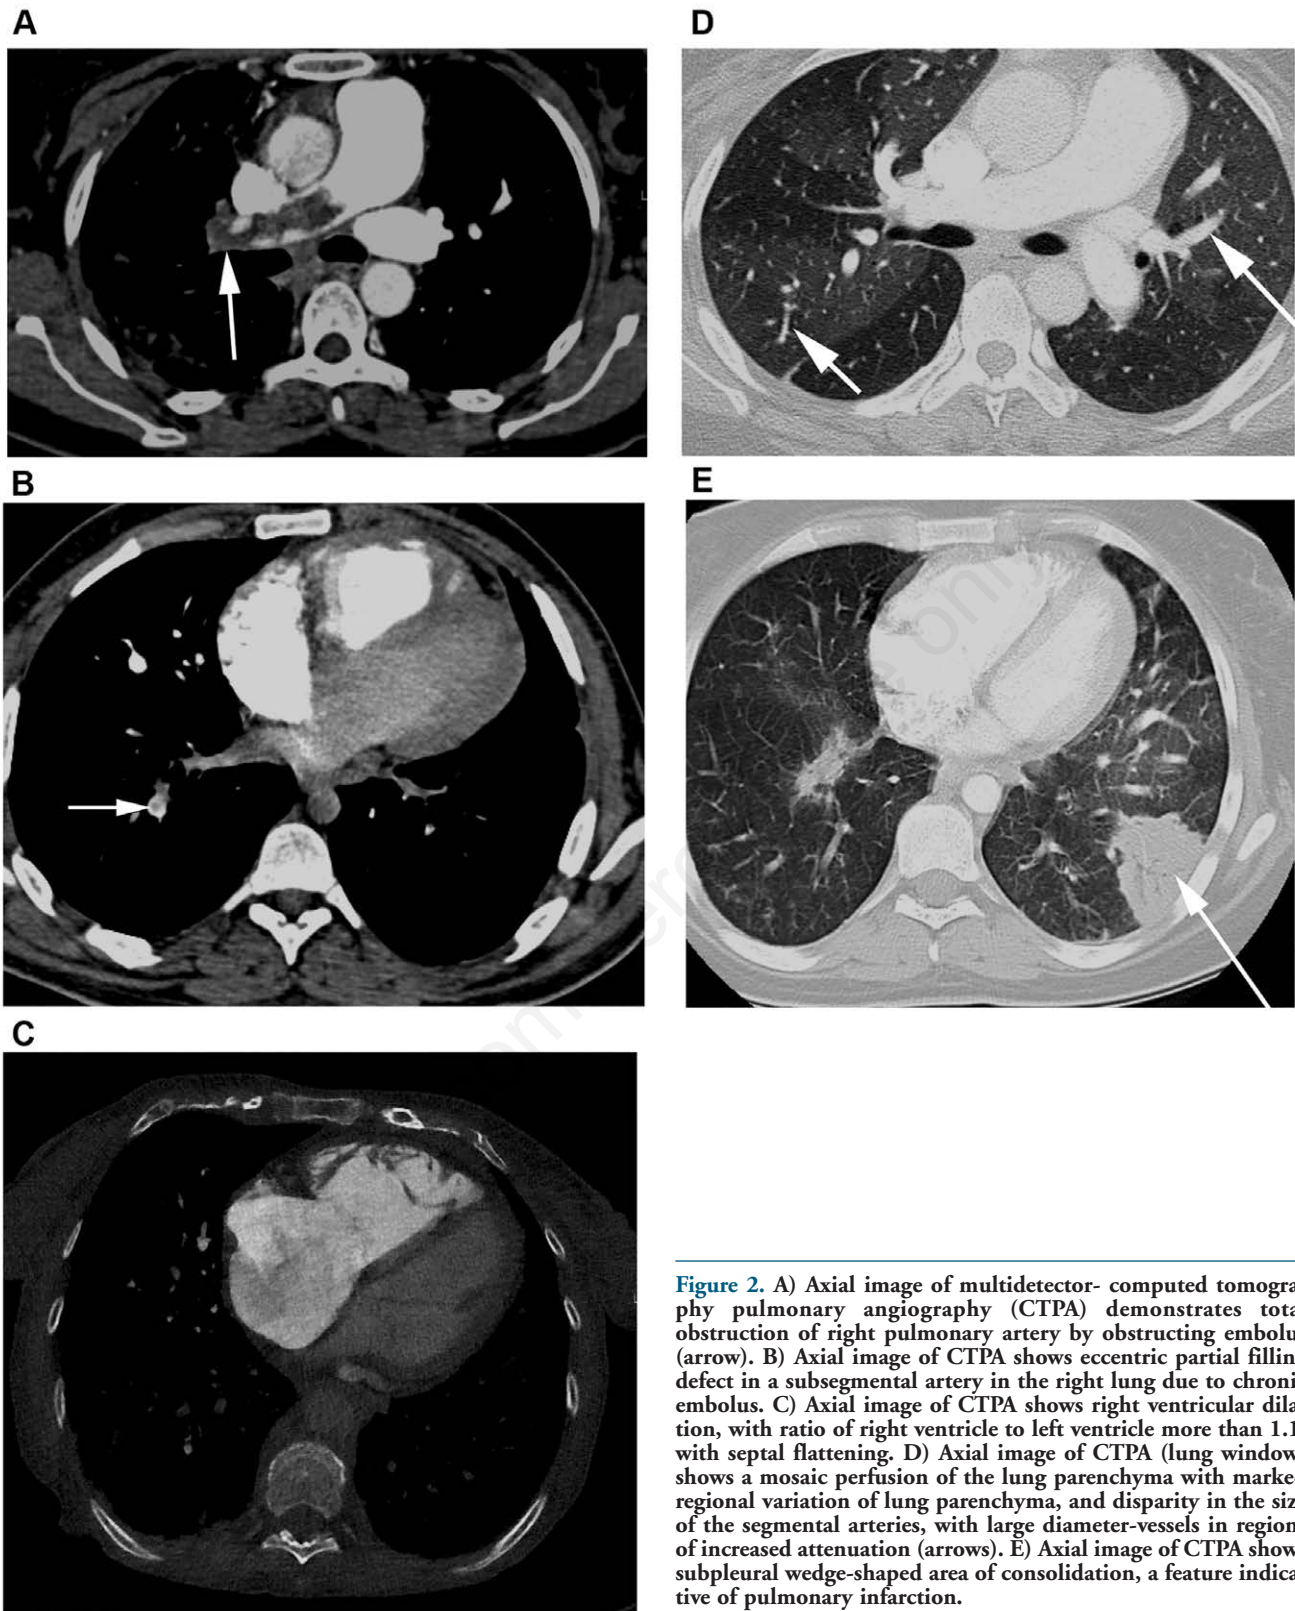 A
D
B
E
C
Figure 2. A) Axial image of multidetector- computed tomogra
phy pulmonary angiography (CTPA) demonstrates tota
obstruction of right pulmonary artery by obstructing embolu
(arrow). B) Axial image of CTPA shows eccentric partial fillin
defect in a subsegmental artery in the right lung due to chroni
embolus. C) Axial image of CTPA shows right ventricular dila
tion, with ratio of right ventricle to left ventricle more than 1.1
with septal flattening. D) Axial image of CTPA (lung window
shows a mosaic perfusion of the lung parenchyma with marke
regional variation of lung parenchyma, and disparity in the siz
of the segmental arteries, with large diameter-vessels in region
of increased attenuation (arrows). E) Axial image of CTPA show
subpleural wedge-shaped area of consolidation, a feature indica
tive of pulmonary infarction.